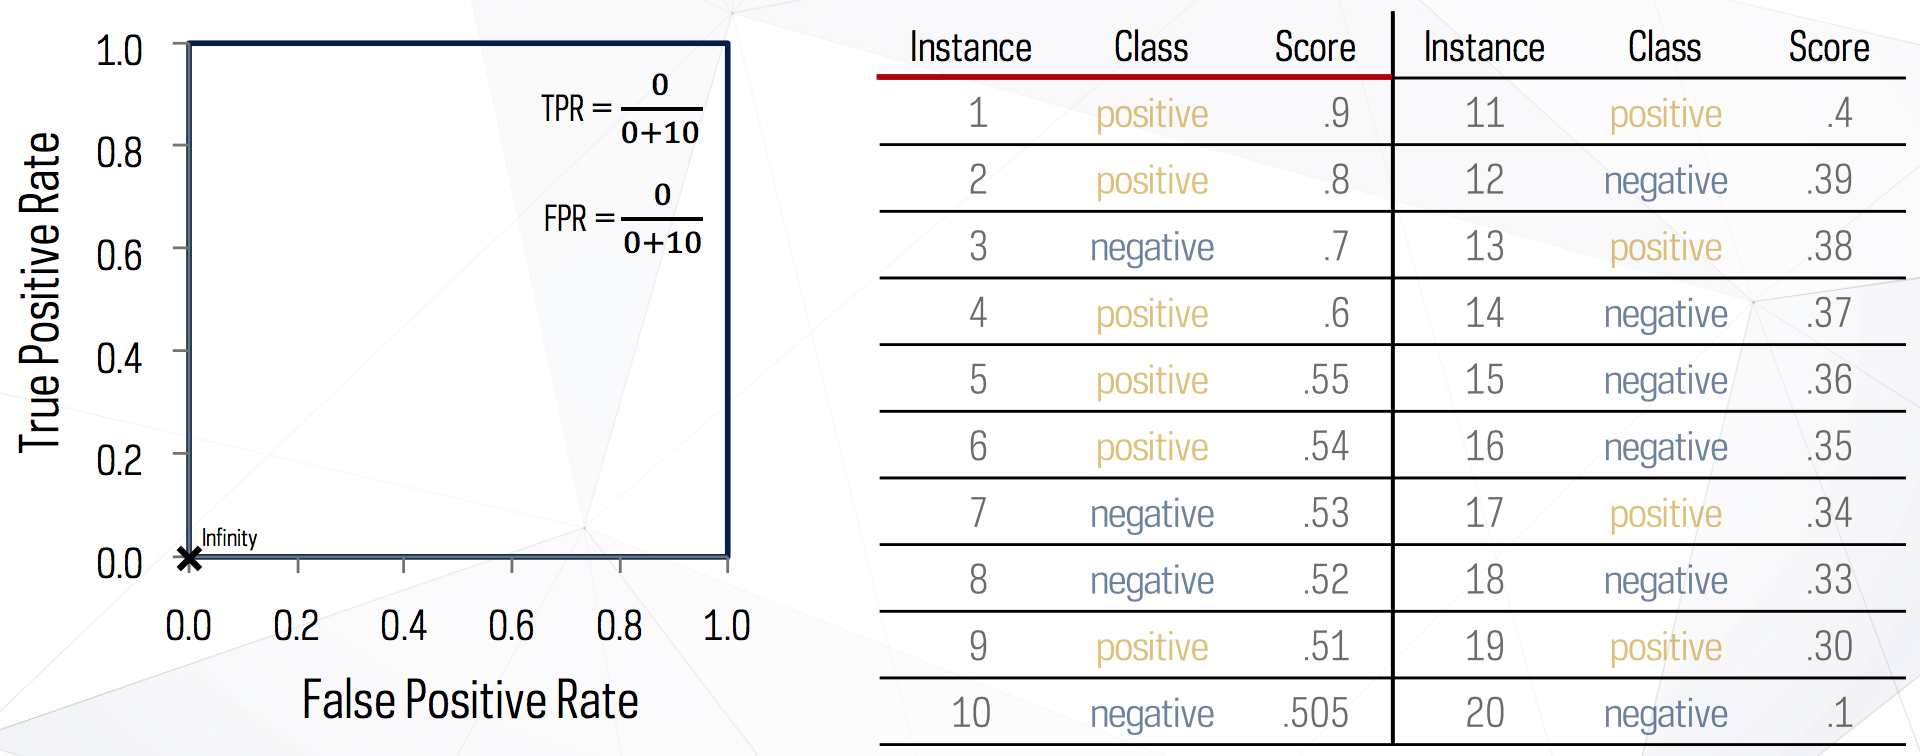 1.0
0.8
0.6
0.4
0.2
0.0
True Positive Rate
TPR = 0
0+10
FPR = 0
0+10
Infinity
0.0 0.2 0.4 0.6 0.8 1.0
False Positive Rate
Instance Class Score Instance Class Score
1 positive .9 11 positive .4
2 positive .8 12 negative .39
3 negative .7 13 positive .38
4 positive .6 14 negative .37
5 positive .55 15 negative .36
6 positive .54 16 negative .35
7 negative .53 17 positive .34
8 negative .52 18 negative .33
9 positive .51 19 positive .30
10 negative .505 20 negative .1